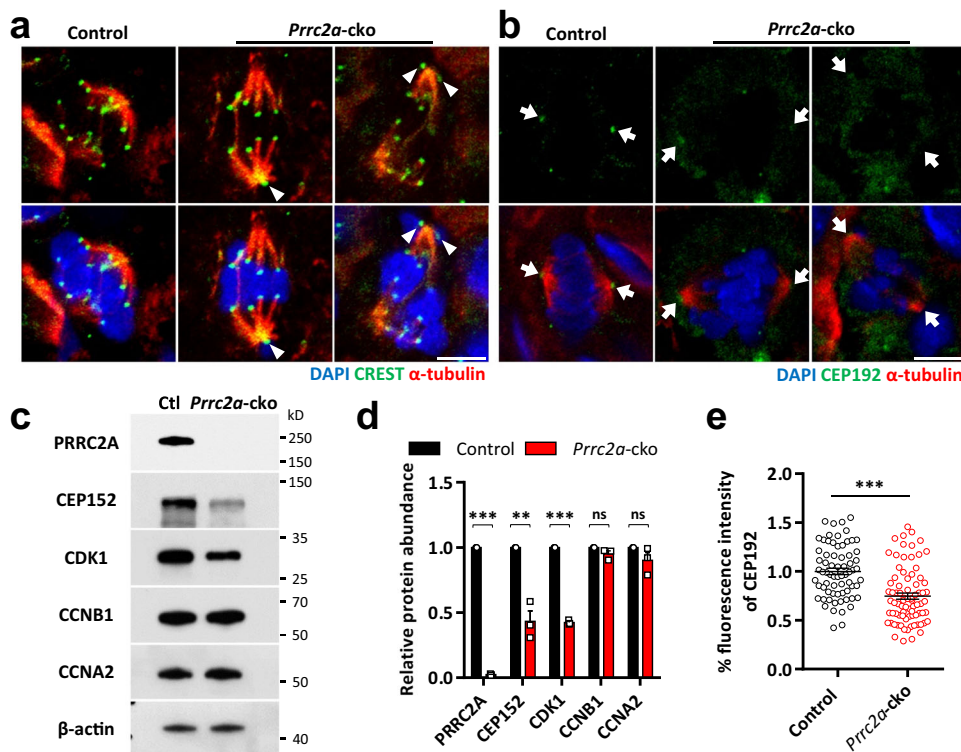 a
Control
Prrc2a-cko
DAPI CREST α-tubulin
b
Control
Prrc2a-cko
DAPI CEP192 α-tubulin
c
Ctl Prrc2a-cko
kD
PRRC2A
250
150
CEP152
150
CDK1
35
25
CCNB1
70
50
CCNA2
50
β-actin
40
d
Control
Prrc2a-cko
Relative protein abundance
1.5
1.0
0.5
0
*** ** *** ns ns
PRRC2A
CEP152
CDK1
CCNB1
CCNA2
e
% fluorescence intensity
of CEP192
2.0
1.5
1.0
0.5
0.0
***
Control
Prrc2a-cko